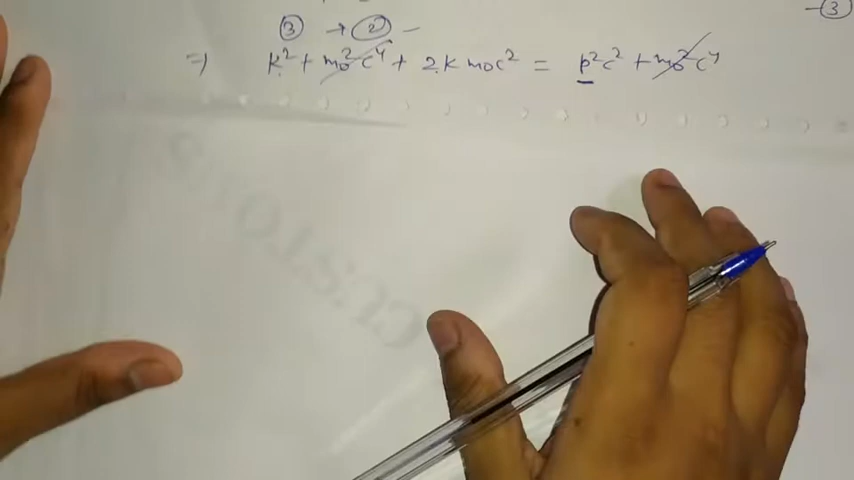 — ③
③ → ② —
⇒ k² + m₀²c⁴ + 2k m₀c² = p²c² + m₀²c⁴